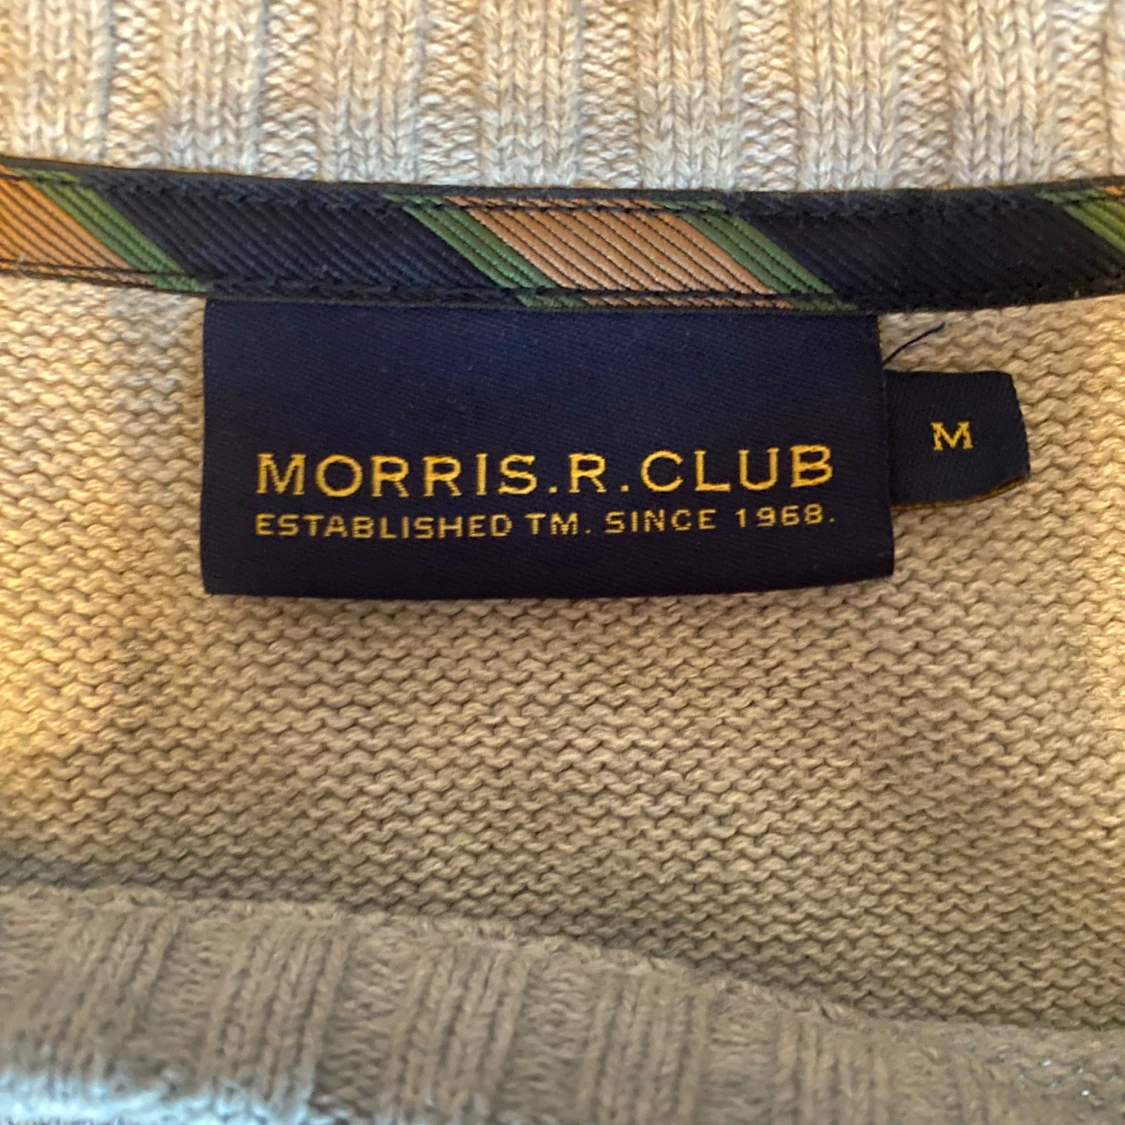 MORRIS.R.CLUB
ESTABLISHED TM. SINCE 1968.
M